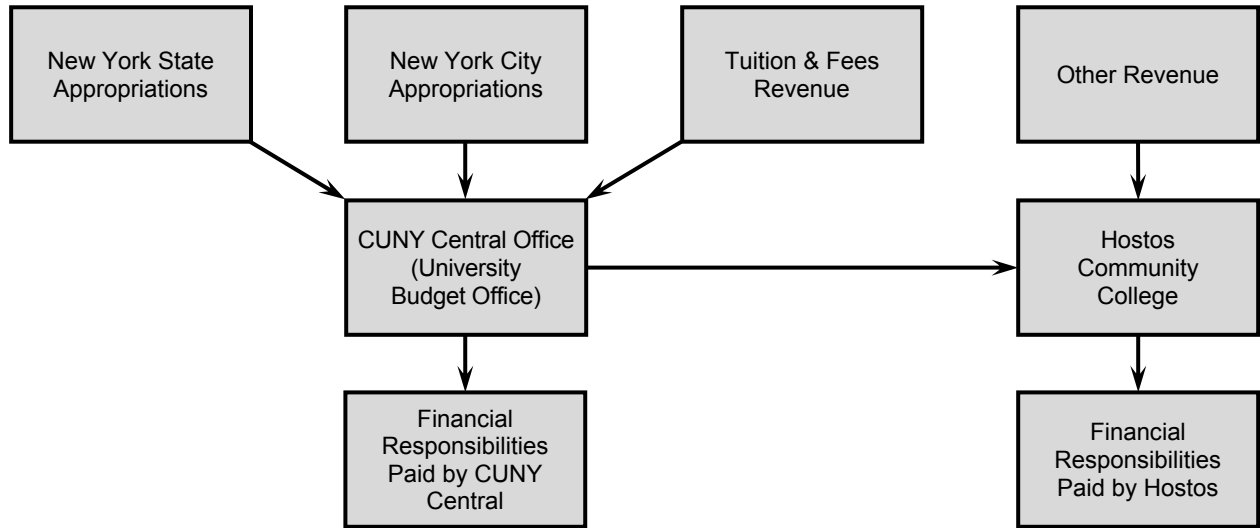 New York State
Appropriations
New York City
Appropriations
Tuition & Fees
Revenue
Other Revenue
CUNY Central Office
(University
Budget Office)
Hostos
Community
College
Financial
Responsibilities
Paid by CUNY
Central
Financial
Responsibilities
Paid by Hostos